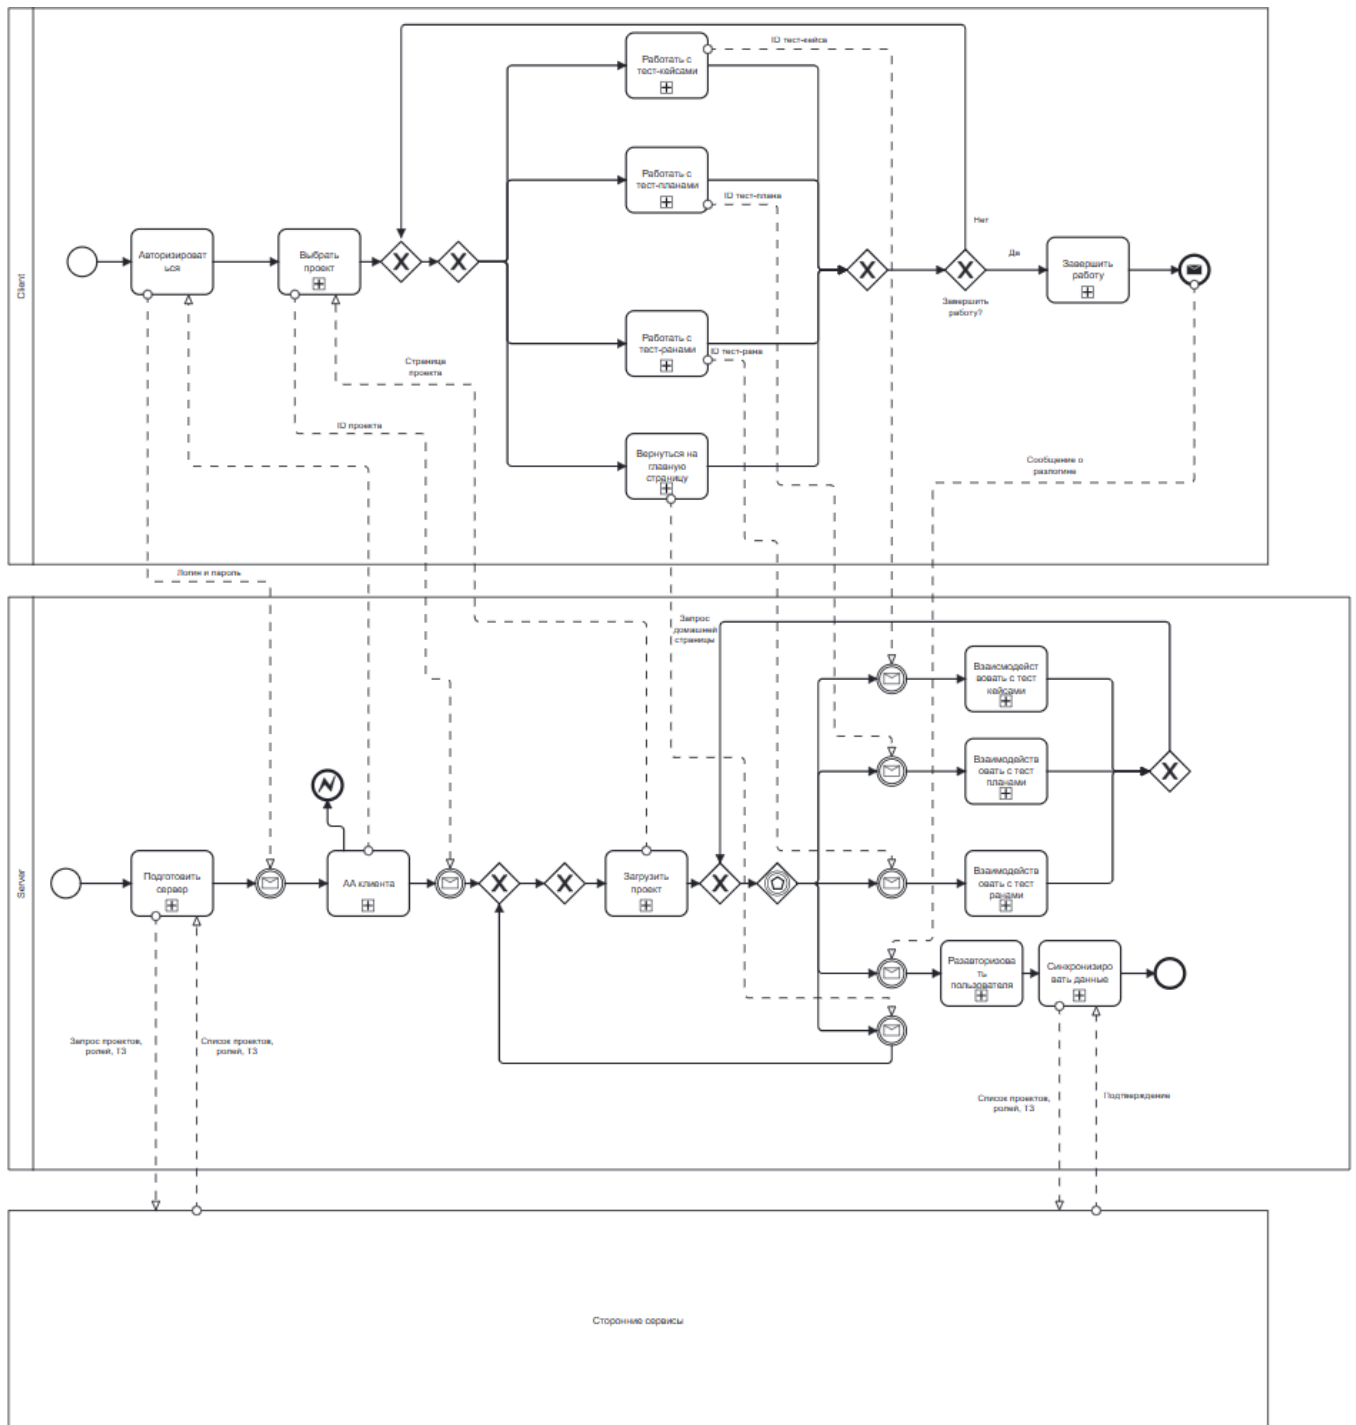 Client
ID тест-кейса
Работать с
тест-кейсами
Работать с
тест-планами
ID тест-плана
Авторизироват
ься
Выбрать
проект
Нет
Да
Завершить
работу?
Завершить
работу
Работать с
тест-ранами
ID тест-рана
Страница
проекта
ID проекта
Вернуться на
главную
страницу
Сообщение о
разлогине
Логин и пароль
Server
Запрос
домашней
страницы
Взаисмодейст
вовать с тест
кейсами
Взаимодейств
овать с тест
планами
Подготовить
сервер
АА клиента
Загрузить
проект
Взаимодейств
овать с тест
ранами
Разавторизова
ть
пользователя
Синхронизиро
вать данные
Запрос проектов,
ролей, ТЗ
Список проектов,
ролей, ТЗ
Список проектов,
ролей, ТЗ
Подтверждение
Сторонние сервисы